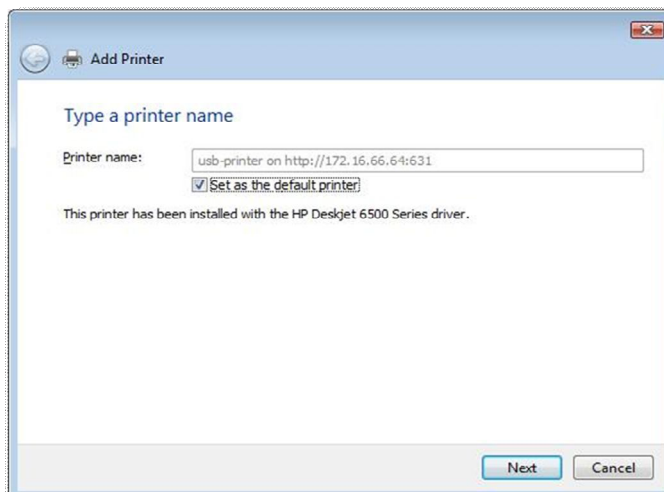 Add Printer
Type a printer name
Printer name: usb-printer on http://172.16.66.64:631
Set as the default printer
This printer has been installed with the HP Deskjet 6500 Series driver.
Next Cancel